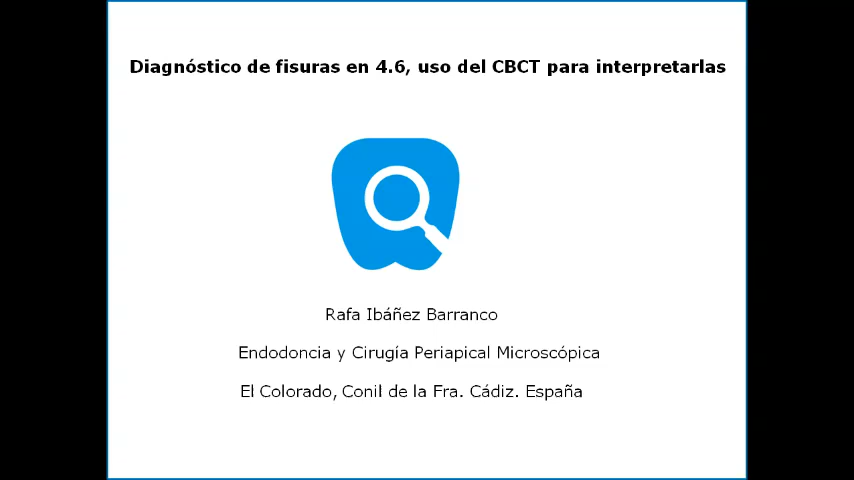 Diagnóstico de fisuras en 4.6, uso del CBCT para interpretarlas
Rafa Ibáñez Barranco
Endodoncia y Cirugía Periapical Microscópica
El Colorado, Conil de la Fra. Cádiz. España